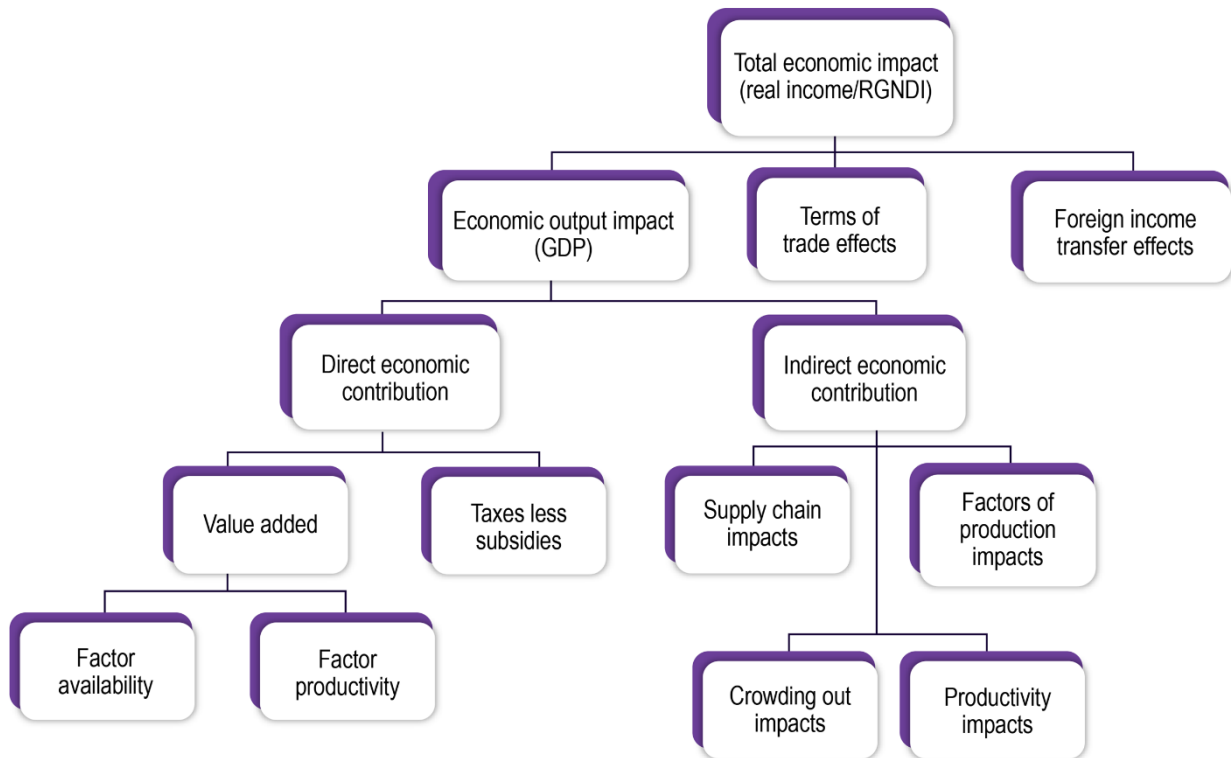 Total economic impact
(real income/RGNDI)
Economic output impact
(GDP)
Terms of
trade effects
Foreign income
transfer effects
Direct economic
contribution
Indirect economic
contribution
Value added
Taxes less
subsidies
Supply chain
impacts
Factors of
production
impacts
Factor
availability
Factor
productivity
Crowding out
impacts
Productivity
impacts